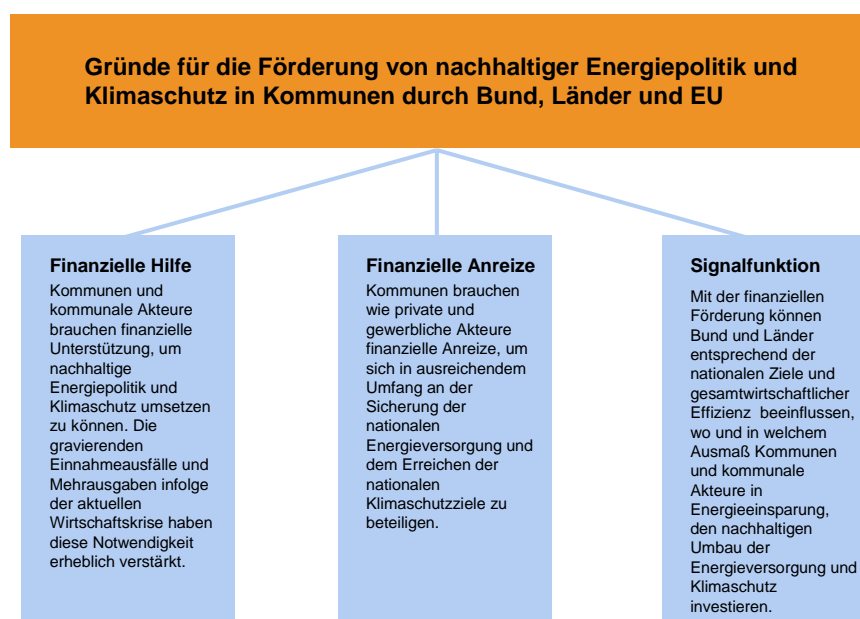 Gründe für die Förderung von nachhaltiger Energiepolitik und
Klimaschutz in Kommunen durch Bund, Länder und EU
Finanzielle Hilfe
Kommunen und
kommunale Akteure
brauchen finanzielle
Unterstützung, um
nachhaltige
Energiepolitik und
Klimaschutz umsetzen
zu können. Die
gravierenden
Einnahmeausfälle und
Mehrausgaben infolge
der aktuellen
Wirtschaftskrise haben
diese Notwendigkeit
erheblich verstärkt.
Finanzielle Anreize
Kommunen brauchen
wie private und
gewerbliche Akteure
finanzielle Anreize, um
sich in ausreichendem
Umfang an der
Sicherung der
nationalen
Energieversorgung und
dem Erreichen der
nationalen
Klimaschutzziele zu
beteiligen.
Signalfunktion
Mit der finanziellen
Förderung können
Bund und Länder
entsprechend der
nationalen Ziele und
gesamtwirtschaftlicher
Effizienz beeinflussen,
wo und in welchem
Ausmaß Kommunen
und kommunale
Akteure in
Energieeinsparung,
den nachhaltigen
Umbau der
Energieversorgung und
Klimaschutz
investieren.